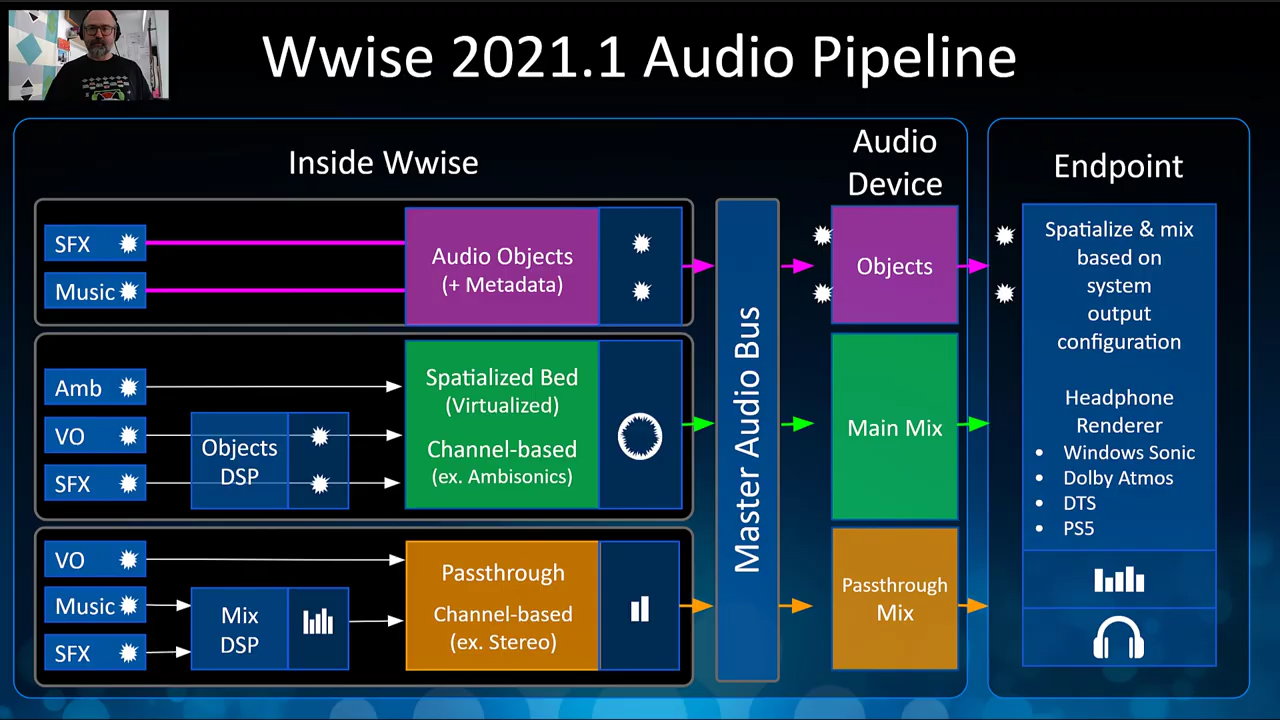 Wwise 2021.1 Audio Pipeline
Inside Wwise
Audio
Device
Endpoint
SFX
Music
Audio Objects
(+ Metadata)
Amb
VO
SFX
Objects
DSP
Spatialized Bed
(Virtualized)
Channel-based
(ex. Ambisonics)
VO
Music
SFX
Mix
DSP
Passthrough
Channel-based
(ex. Stereo)
Master Audio Bus
Objects
Main Mix
Passthrough
Mix
Spatialize & mix
based on
system
output
configuration
Headphone
Renderer
• Windows Sonic
• Dolby Atmos
• DTS
• PS5